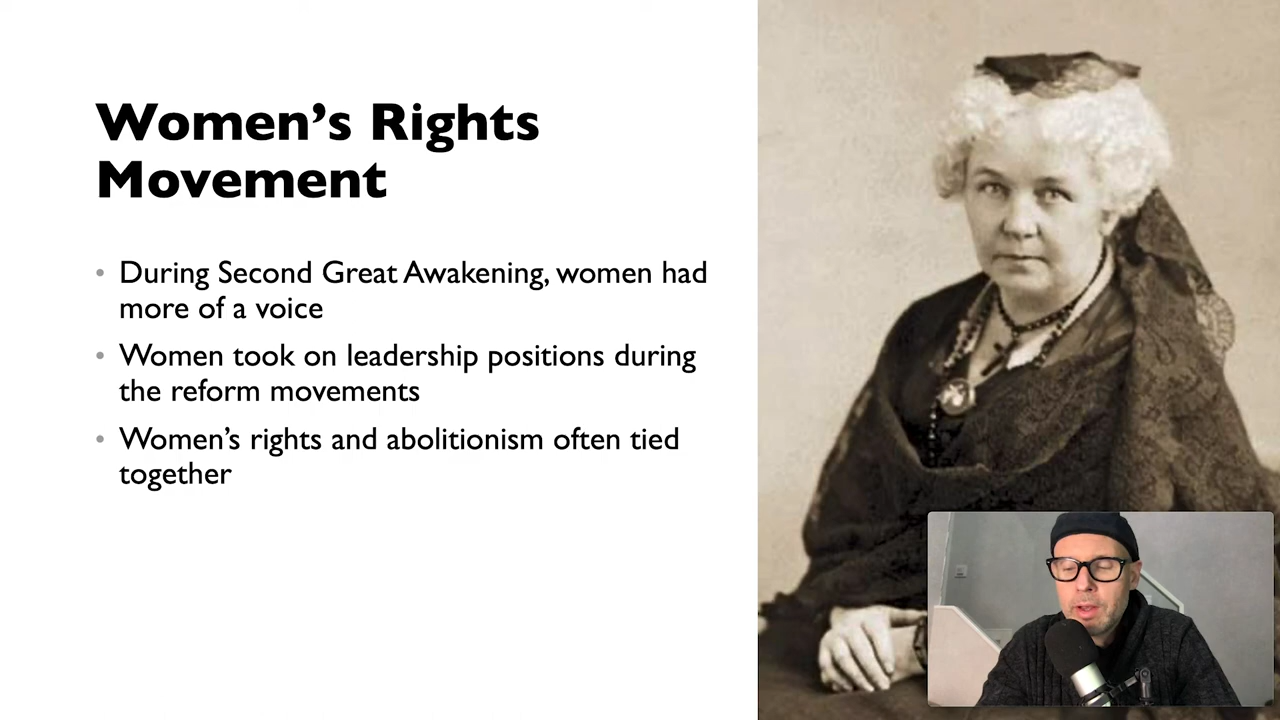 Women’s Rights
Movement
• During Second Great Awakening, women had
more of a voice
• Women took on leadership positions during
the reform movements
• Women’s rights and abolitionism often tied
together